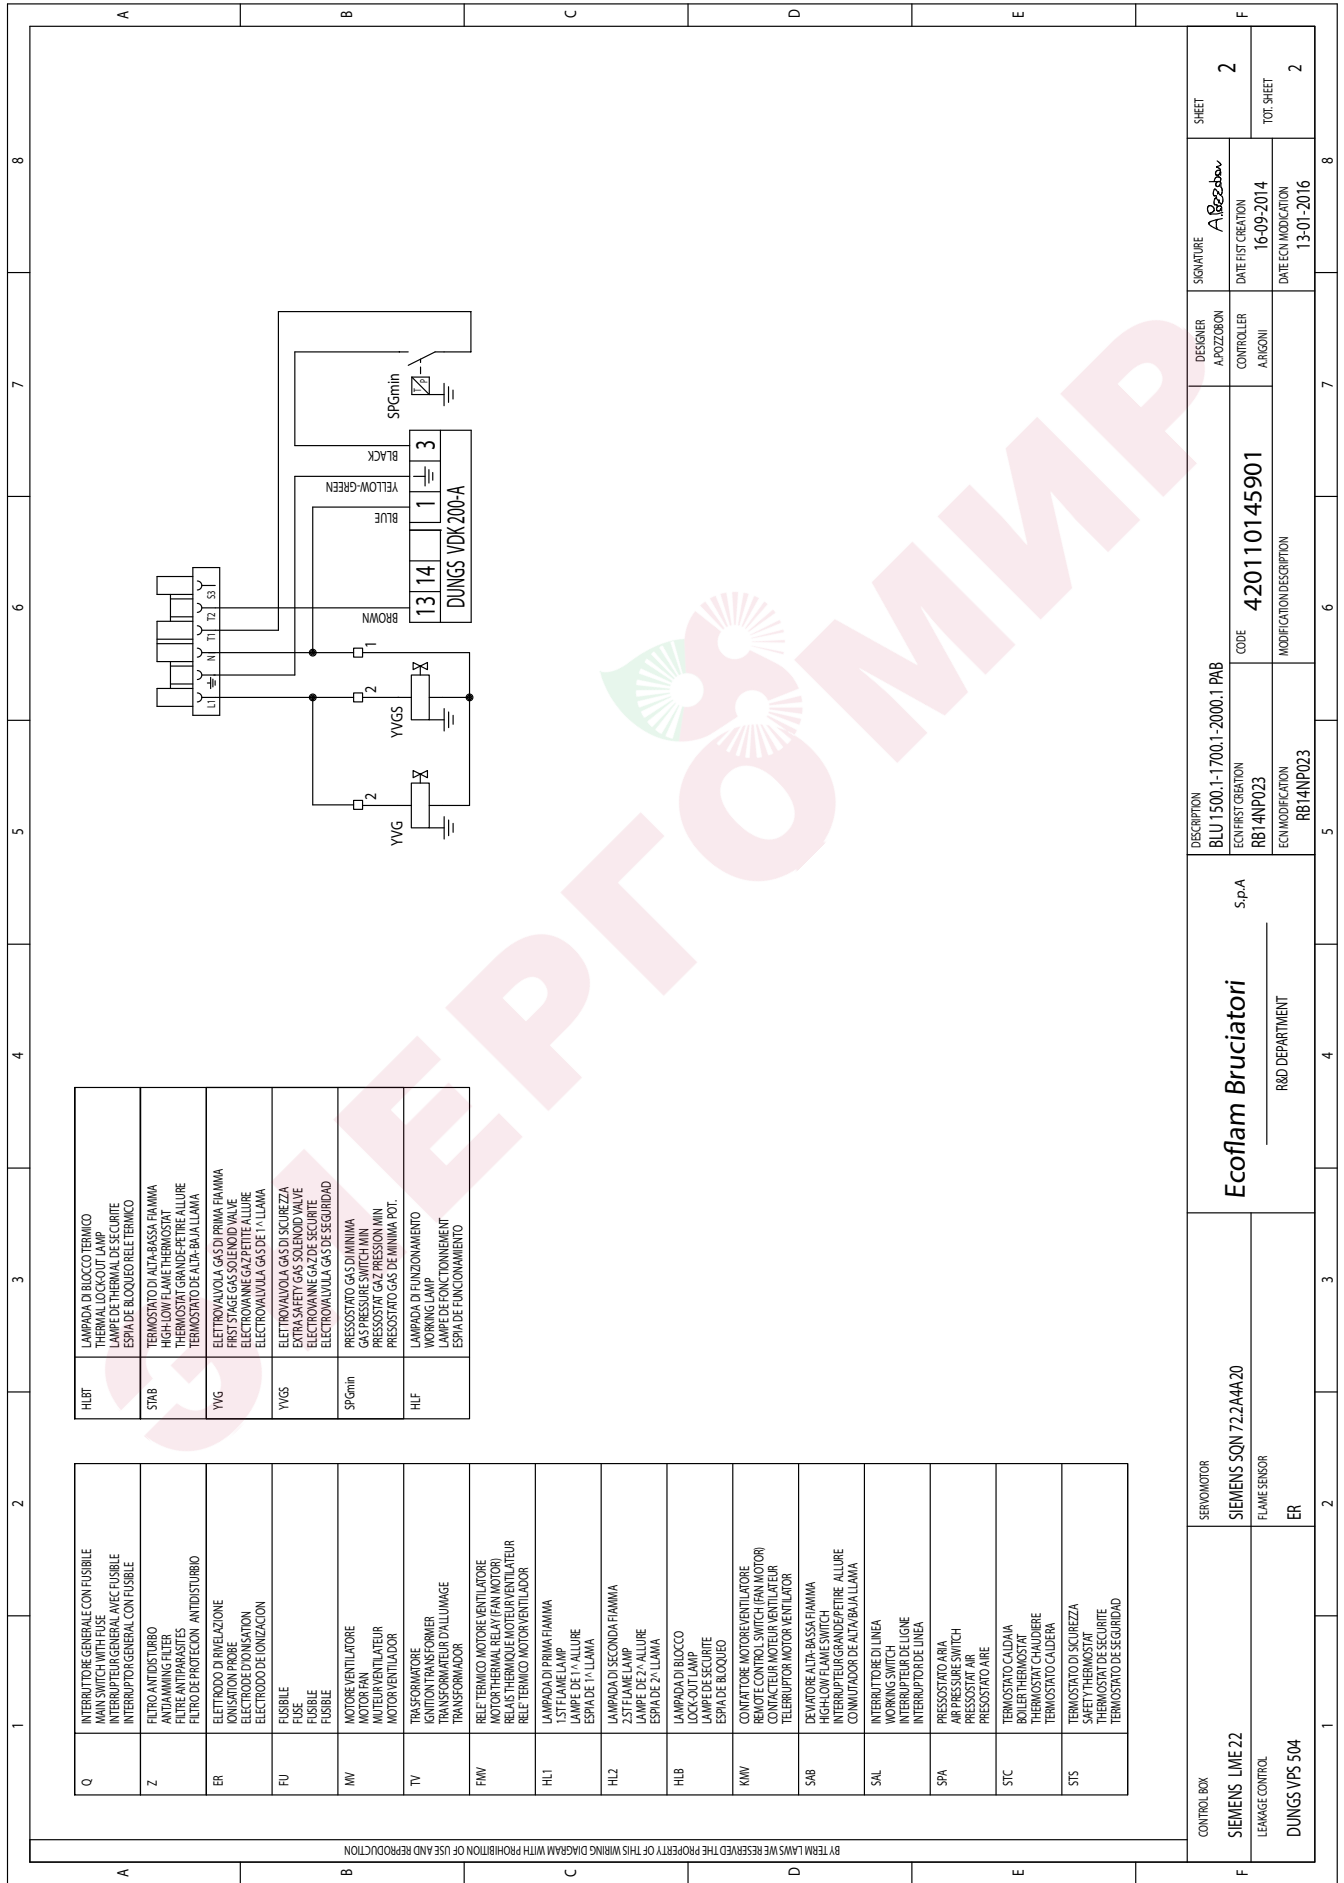 1
2
3
4
5
6
7
8
A
B
C
D
E
F
BY TERM LAWS WE RESERVED THE PROPERTY OF THIS WIRING DIAGRAM WITH PROHIBITION OF USE AND REPRODUCTION
Q
INTERRUTTORE GENERALE CON FUSIBILE
MAIN SWITCH WITH FUSE
INTERRUPTEUR GENERAL AVEC FUSIBLE
INTERRUPTOR GENERAL CON FUSIBLE
Z
FILTRO ANTIDISTURBO
ANTIJAMMING FILTER
FILTRE ANTIPARASITES
FILTRO DE PROTECION ANTIDISTURBIO
ER
ELETTRODO DI RIVELAZIONE
IONISATION PROBE
ELECTRODE D'IONISATION
ELECTRODO DE IONIZACION
FU
FUSIBILE
FUSE
FUSIBLE
FUSIBLE
MV
MOTORE VENTILATORE
MOTOR FAN
MUTEUR VENTILATEUR
MOTOR VENTILADOR
TV
TRASFORMATORE
IGNITION TRANSFORMER
TRANSFORMATEUR D'ALLUMAGE
TRANSFORMADOR
FMV
RELE' TERMICO MOTORE VENTILATORE
MOTOR THERMAL RELAY (FAN MOTOR)
RELAIS THERMIQUE MOTEUR VENTILATEUR
RELE' TERMICO MOTOR VENTILADOR
HL1
LAMPADA DI PRIMA FIAMMA
1.ST FLAME LAMP
LAMPE DE 1^ ALLURE
ESPIA DE 1^ LLAMA
HL2
LAMPADA DI SECONDA FIAMMA
2.ST FLAME LAMP
LAMPE DE 2^ ALLURE
ESPIA DE 2^ LLAMA
HLB
LAMPADA DI BLOCCO
LOCK-OUT LAMP
LAMPE DE SECURITE
ESPIA DE BLOQUEO
KMV
CONTATTORE MOTORE VENTILATORE
REMOTE CONTROL SWITCH (FAN MOTOR)
CONTACTEUR MOTEUR VENTILATEUR
TELERRUPTOR MOTOR VENTILATOR
SAB
DEVIATORE ALTA-BASSA FIAMMA
HIGH-LOW FLAME SWITCH
INTERRUPTEUR GRANDE/PETIRE ALLURE
CONMUTADOR DE ALTA/BAJA LLAMA
SAL
INTERRUTTORE DI LINEA
WORKING SWITCH
INTERRUPTEUR DE LIGNE
INTERRUPTOR DE LINEA
SPA
PRESSOSTATO ARIA
AIR PRESSURE SWITCH
PRESSOSTAT AIR
PRESOSTATO AIRE
STC
TERMOSTATO CALDAIA
BOILER THERMOSTAT
THERMOSTAT CHAUDIERE
TERMOSTATO CALDERA
STS
TERMOSTATO DI SICUREZZA
SAFETY THERMOSTAT
THERMOSTAT DE SECURITE
TERMOSTATO DE SEGURIDAD
HLBT
LAMPADA DI BLOCCO TERMICO
THERMAL LOCK-OUT LAMP
LAMPE DE THERMAL DE SECURITE
ESPIA DE BLOQUEO RELE TERMICO
STAB
TERMOSTATO DI ALTA-BASSA FIAMMA
HIGH-LOW FLAME THERMOSTAT
THERMOSTAT GRANDE-PETIRE ALLURE
TERMOSTATO DE ALTA-BAJA LLAMA
YVG
ELETTROVALVOLA GAS DI PRIMA FIAMMA
FIRST STAGE GAS SOLENOID VALVE
ELECTROVANNE GAZ PETITE ALLURE
ELECTROVALVULA GAS DE 1^ LLAMA
YVGS
ELETTROVALVOLA GAS DI SICUREZZA
EXTRA SAFETY GAS SOLENOID VALVE
ELECTROVANNE GAZ DE SECURITE
ELECTROVALVULA GAS DE SEGURIDAD
SPGmin
PRESSOSTATO GAS DI MINIMA
GAS PRESSURE SWITCH MIN
PRESSOSTAT GAZ PRESSION MIN
PRESOSTATO GAS DE MINIMA POT.
HLF
LAMPADA DI FUNZIONAMENTO
WORKING LAMP
LAMPE DE FONCTIONNEMENT
ESPIA DE FUNCIONAMIENTO
L1
N
T1
T2
S3
2
2
1
YVG
YVGS
BROWN
BLUE
YELLOW-GREEN
BLACK
SPGmin
T/P
13 14 1 3
DUNGS VDK 200-A
ЭНЕРГОМИР
CONTROL BOX
SIEMENS LME 22
LEAKAGE CONTROL
DUNGS VPS 504
SERVOMOTOR
SIEMENS SQN 72.2A4A20
FLAME SENSOR
ER
Ecoflam Bruciatori S.p.A
R&D DEPARTMENT
DESCRIPTION
BLU 1500.1-1700.1-2000.1 PAB
ECN FIRST CREATION
RB14NP023
ECN MODIFICATION
RB14NP023
CODE
420110145901
MODIFICATION DESCRIPTION
DESIGNER
A.POZZOBON
CONTROLLER
A.RIGONI
SIGNATURE
DATE FIST CREATION
16-09-2014
DATE ECN MODICATION
13-01-2016
SHEET
2
TOT. SHEET
2
1
2
3
4
5
6
7
8
A
B
C
D
E
F